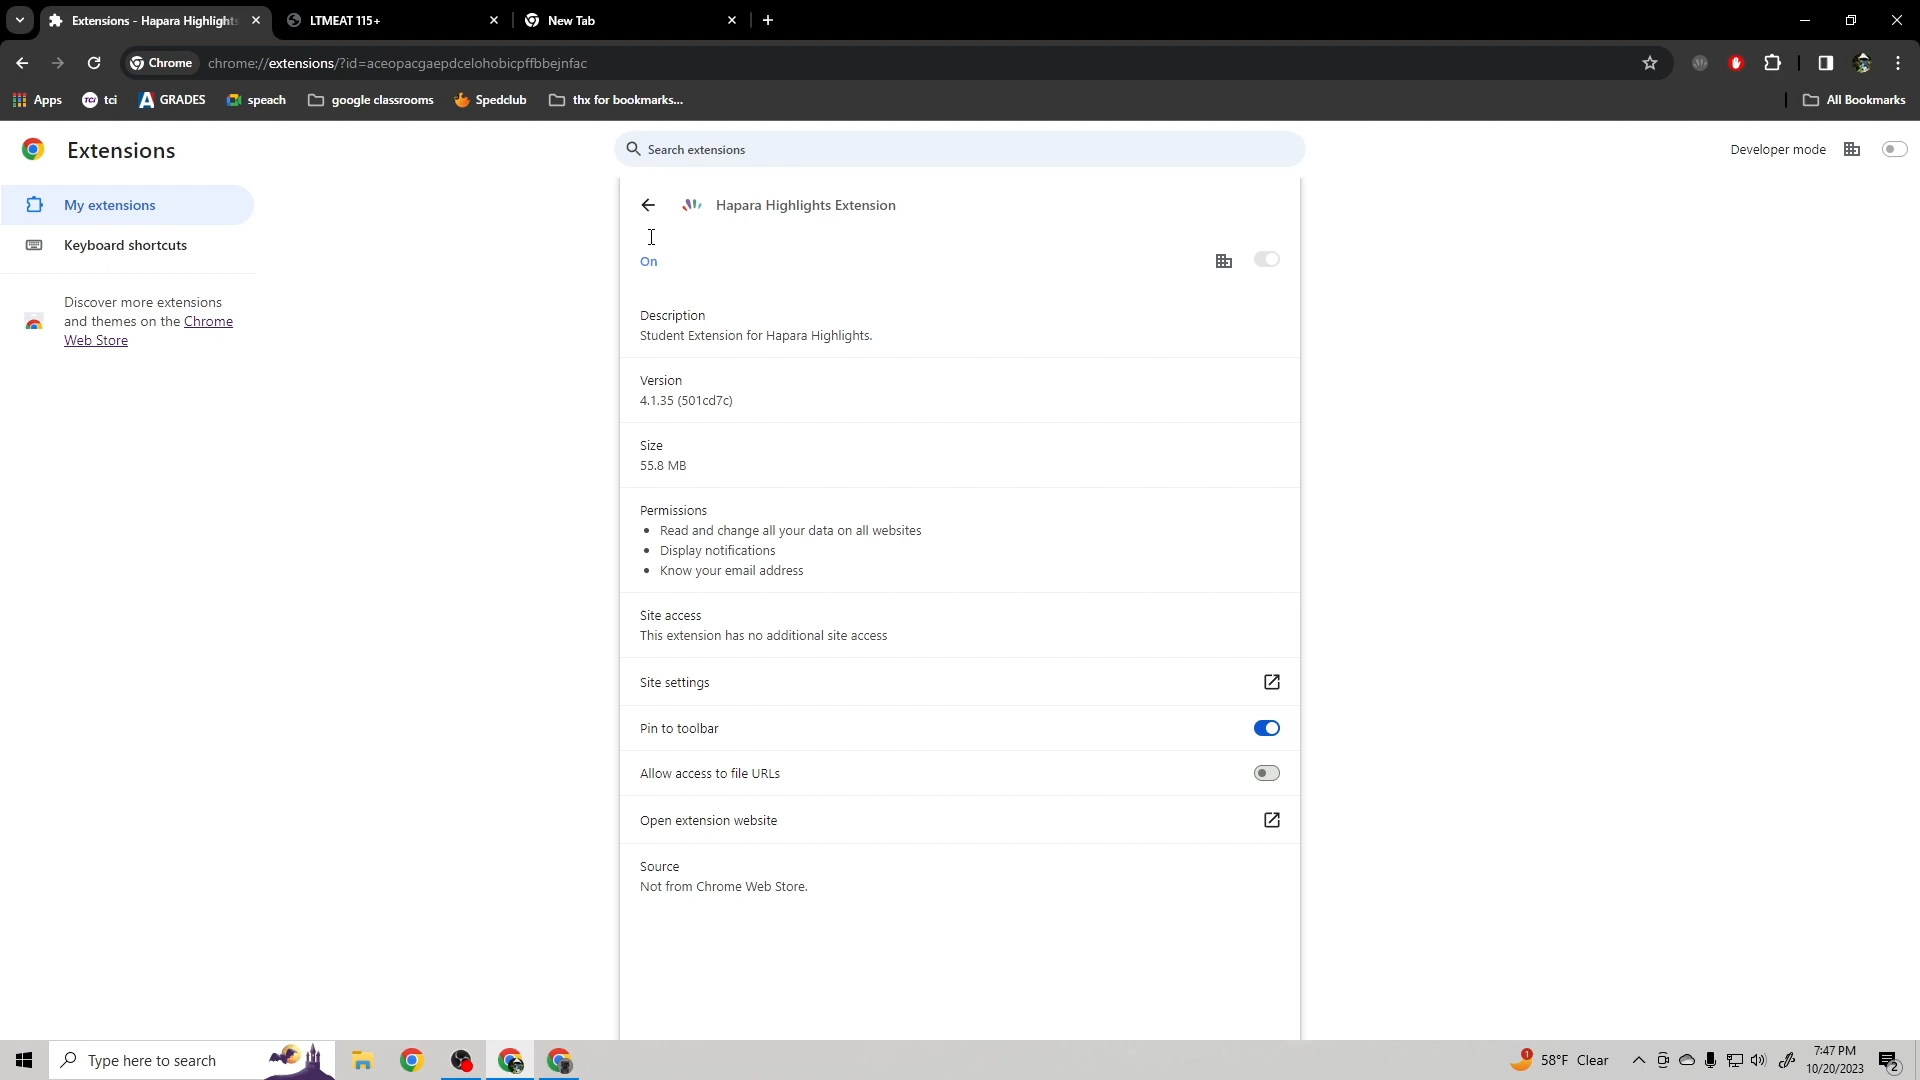 Extensions - Hapara Highlights
LTMEAT 115+
New Tab
Chrome
chrome://extensions/?id=aceopacgaepdcelohobicpffbbejnfac
Apps
tci
GRADES
speach
google classrooms
Spedclub
thx for bookmarks...
All Bookmarks
Extensions
Search extensions
Developer mode
My extensions
Keyboard shortcuts
Discover more extensions
and themes on the Chrome
Web Store
Hapara Highlights Extension
On
Description
Student Extension for Hapara Highlights.
Version
4.1.35 (501cd7c)
Size
55.8 MB
Permissions
Read and change all your data on all websites
Display notifications
Know your email address
Site access
This extension has no additional site access
Site settings
Pin to toolbar
Allow access to file URLs
Open extension website
Source
Not from Chrome Web Store.
Type here to search
1
58°F Clear
7:47 PM
10/20/2023
2